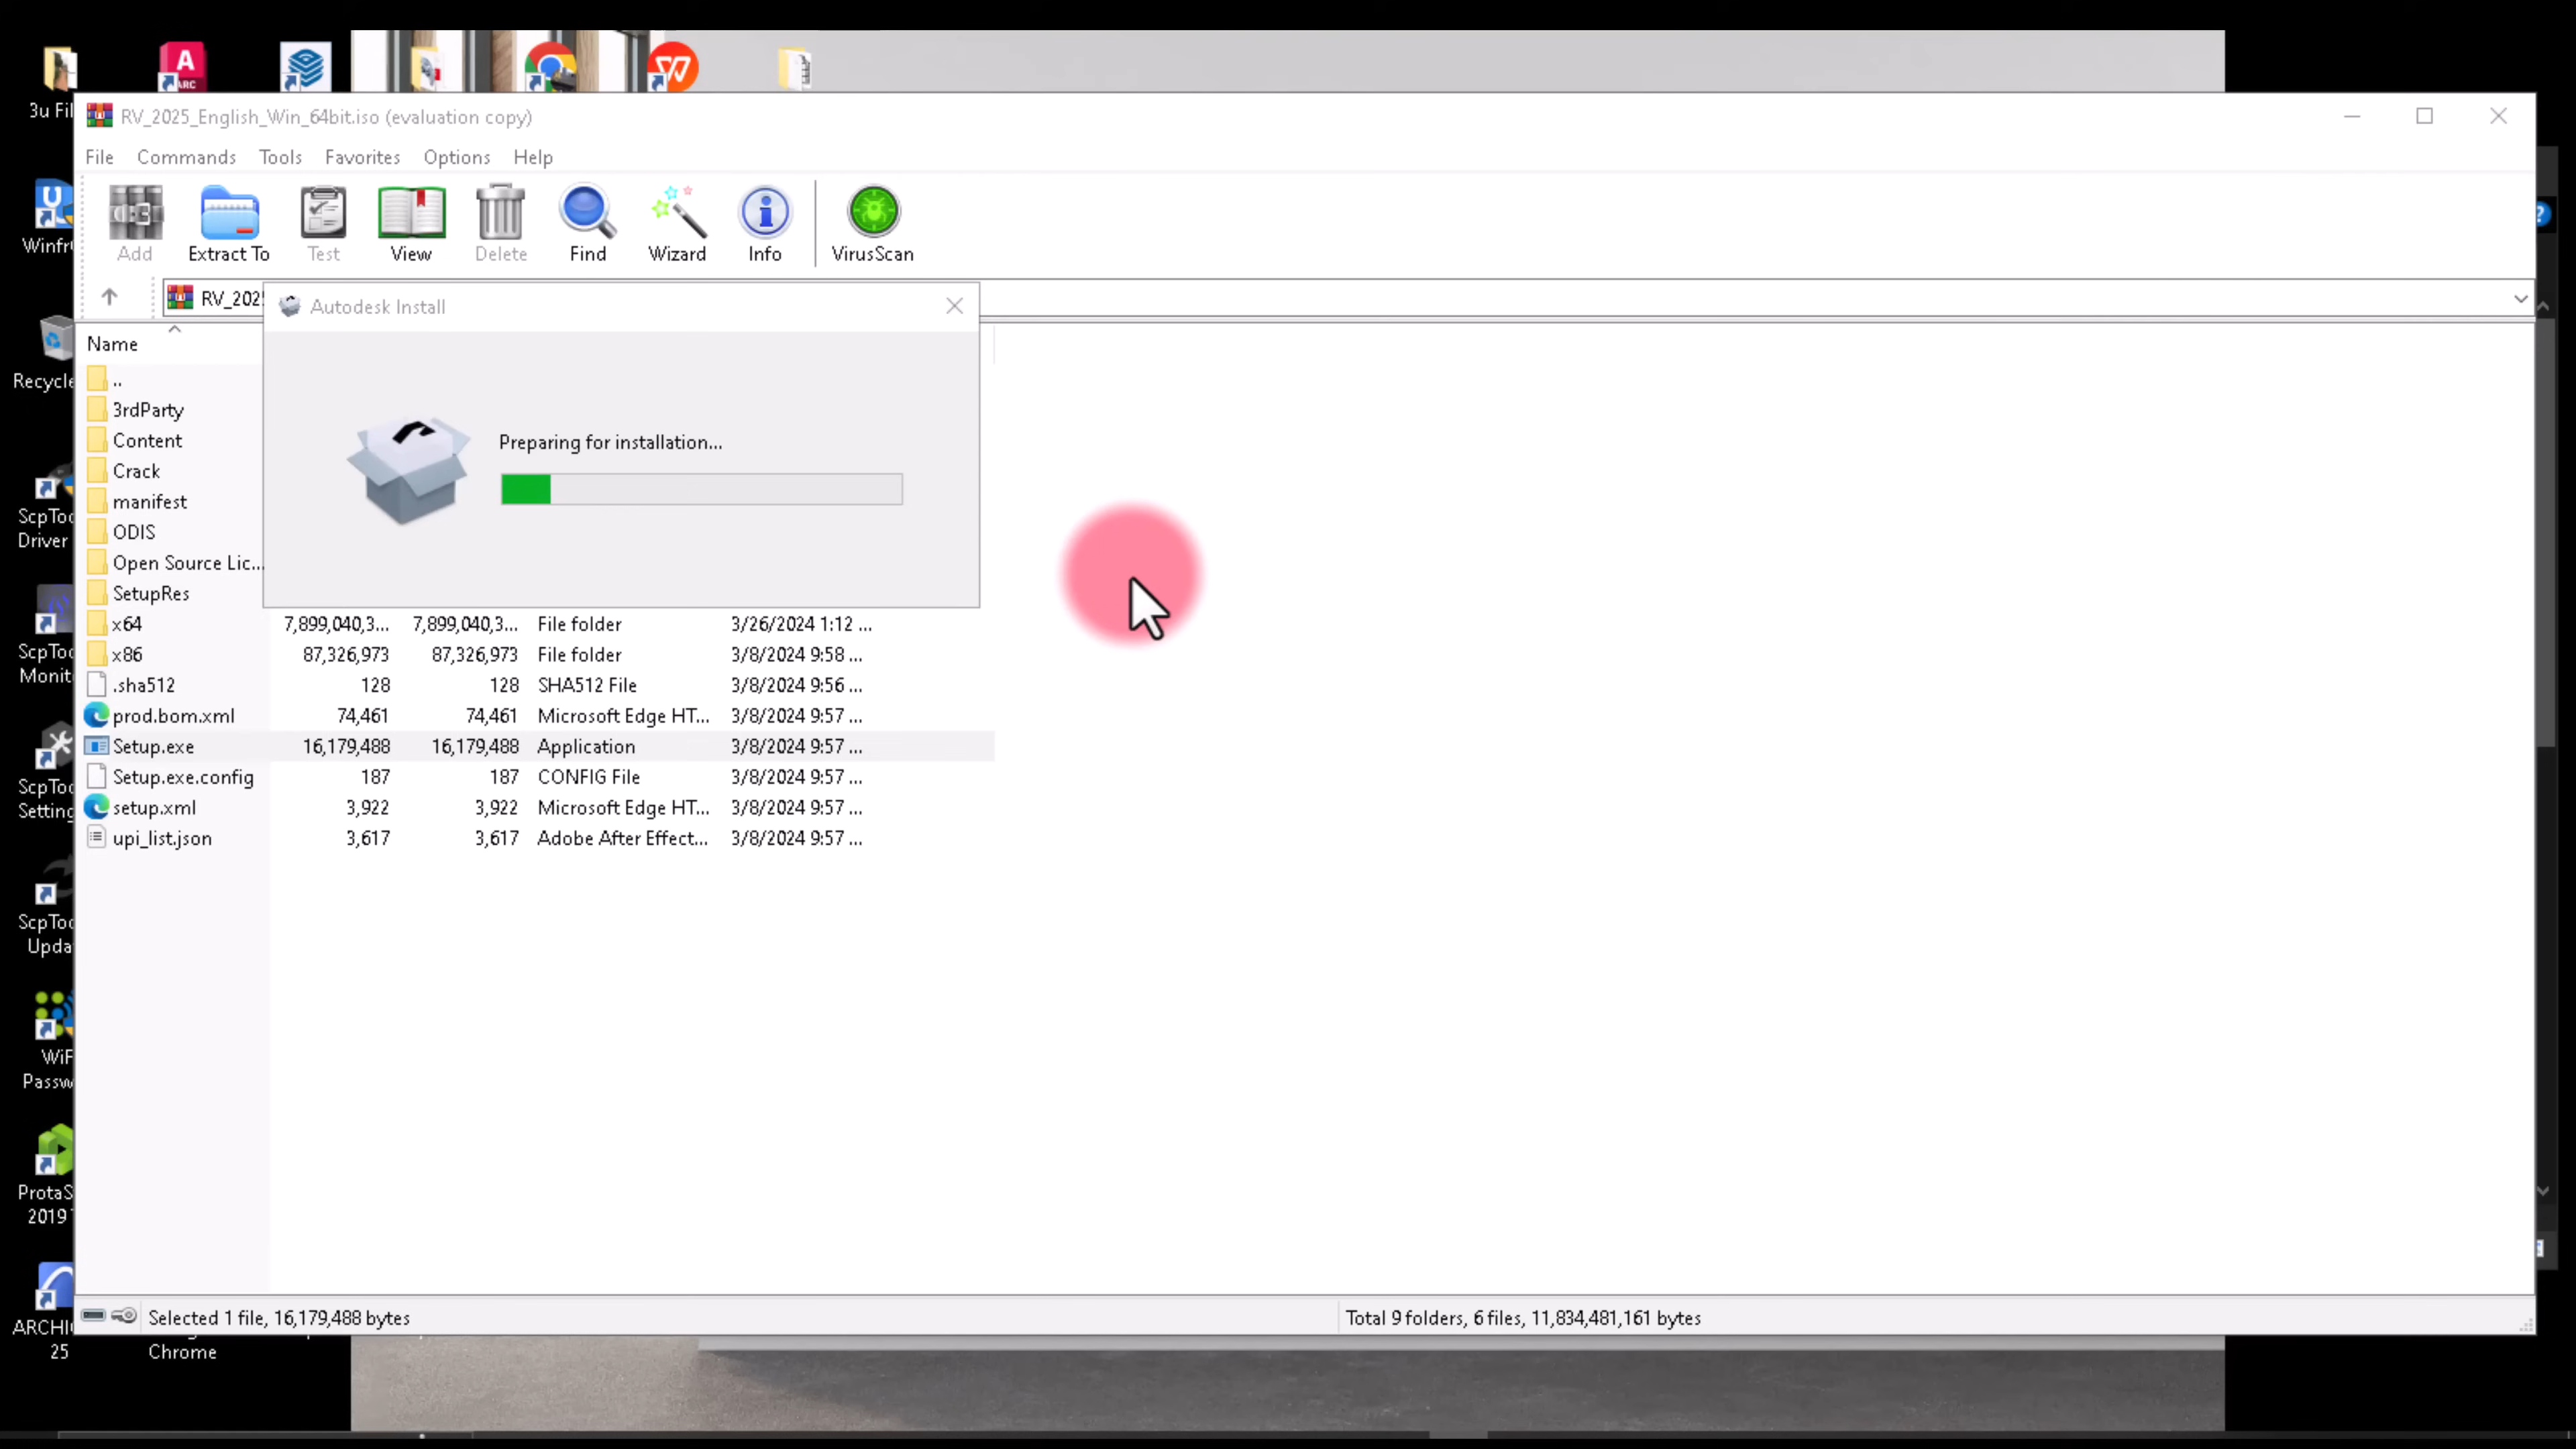 3u Fil
A
ARC
RV_2025_English_Win_64bit.iso (evaluation copy)
File Commands Tools Favorites Options Help
Add Extract To Test View Delete Find Wizard Info VirusScan
RV_202
Autodesk Install
Preparing for installation...
Name
..
3rdParty
Content
Crack
manifest
ODIS
Open Source Lic...
SetupRes
x64 7,899,040,3... 7,899,040,3... File folder 3/26/2024 1:12 ...
x86 87,326,973 87,326,973 File folder 3/8/2024 9:58 ...
.sha512 128 128 SHA512 File 3/8/2024 9:56 ...
prod.bom.xml 74,461 74,461 Microsoft Edge HT... 3/8/2024 9:57 ...
Setup.exe 16,179,488 16,179,488 Application 3/8/2024 9:57 ...
Setup.exe.config 187 187 CONFIG File 3/8/2024 9:57 ...
setup.xml 3,922 3,922 Microsoft Edge HT... 3/8/2024 9:57 ...
upi_list.json 3,617 3,617 Adobe After Effect... 3/8/2024 9:57 ...
Selected 1 file, 16,179,488 bytes
Total 9 folders, 6 files, 11,834,481,161 bytes
Winfr
Recycle
ScpToo
Driver
ScpToo
Monit
ScpToo
Setting
ScpToo
Upda
WiF
Passw
ProtaS
2019
ARCHI
25
Chrome